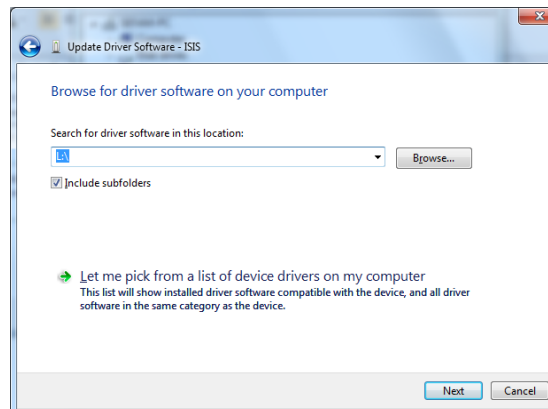 Computer
Update Driver Software - ISIS
Browse for driver software on your computer
Search for driver software in this location:
L:\
Browse...
Include subfolders
Let me pick from a list of device drivers on my computer
This list will show installed driver software compatible with the device, and all driver
software in the same category as the device.
Next
Cancel